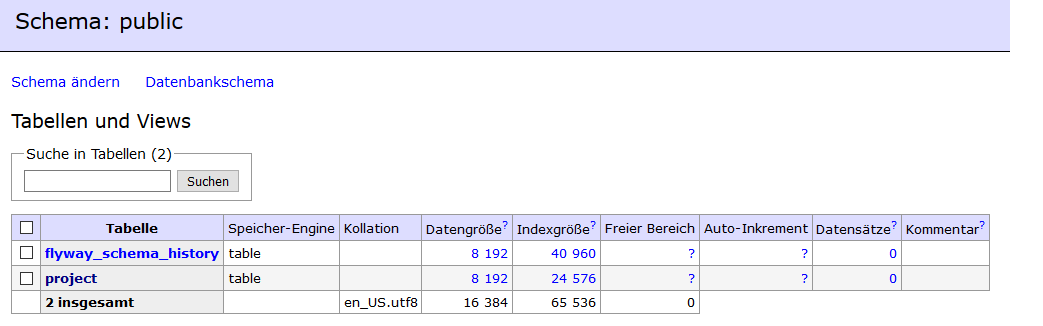 Schema: public
Schema ändern Datenbankschema
Tabellen und Views
Suche in Tabellen (2)
Suchen
Tabelle Speicher-Engine Kollation Datengröße? Indexgröße? Freier Bereich Auto-Inkrement Datensätze? Kommentar?
flyway_schema_history table 8 192 40 960 ? ? 0
project table 8 192 24 576 ? ? 0
2 insgesamt en_US.utf8 16 384 65 536 0